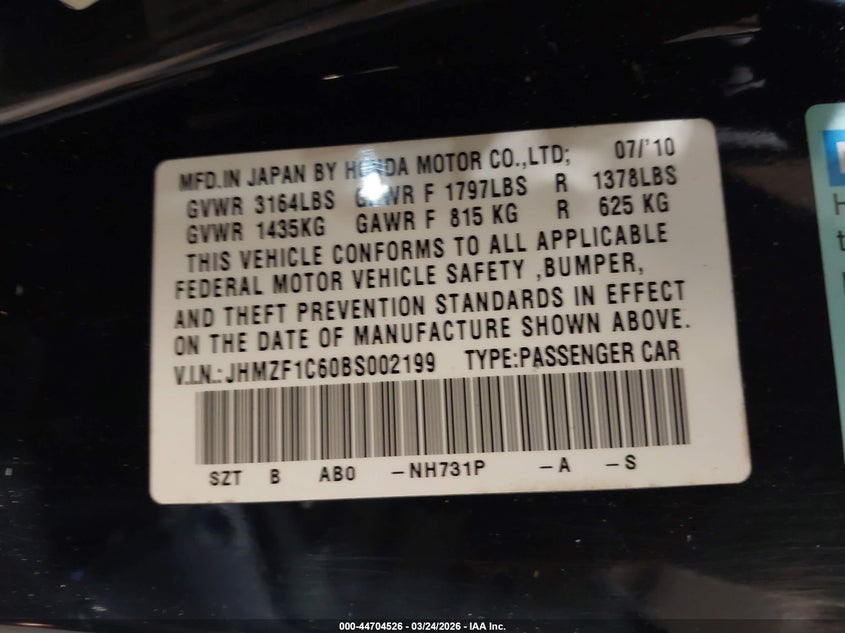 MFD.IN JAPAN BY HONDA MOTOR CO.,LTD; 07/'10
GVWR 3164LBS GAWR F 1797LBS R 1378LBS
GVWR 1435KG GAWR F 815 KG R 625 KG
THIS VEHICLE CONFORMS TO ALL APPLICABLE
FEDERAL MOTOR VEHICLE SAFETY ,BUMPER,
AND THEFT PREVENTION STANDARDS IN EFFECT
ON THE DATE OF MANUFACTURE SHOWN ABOVE.
V.I.N.: JHMZF1C60BS002199 TYPE:PASSENGER CAR
SZT B AB0 -NH731P -A -S
000-44704526 - 03/24/2026 - IAA Inc.